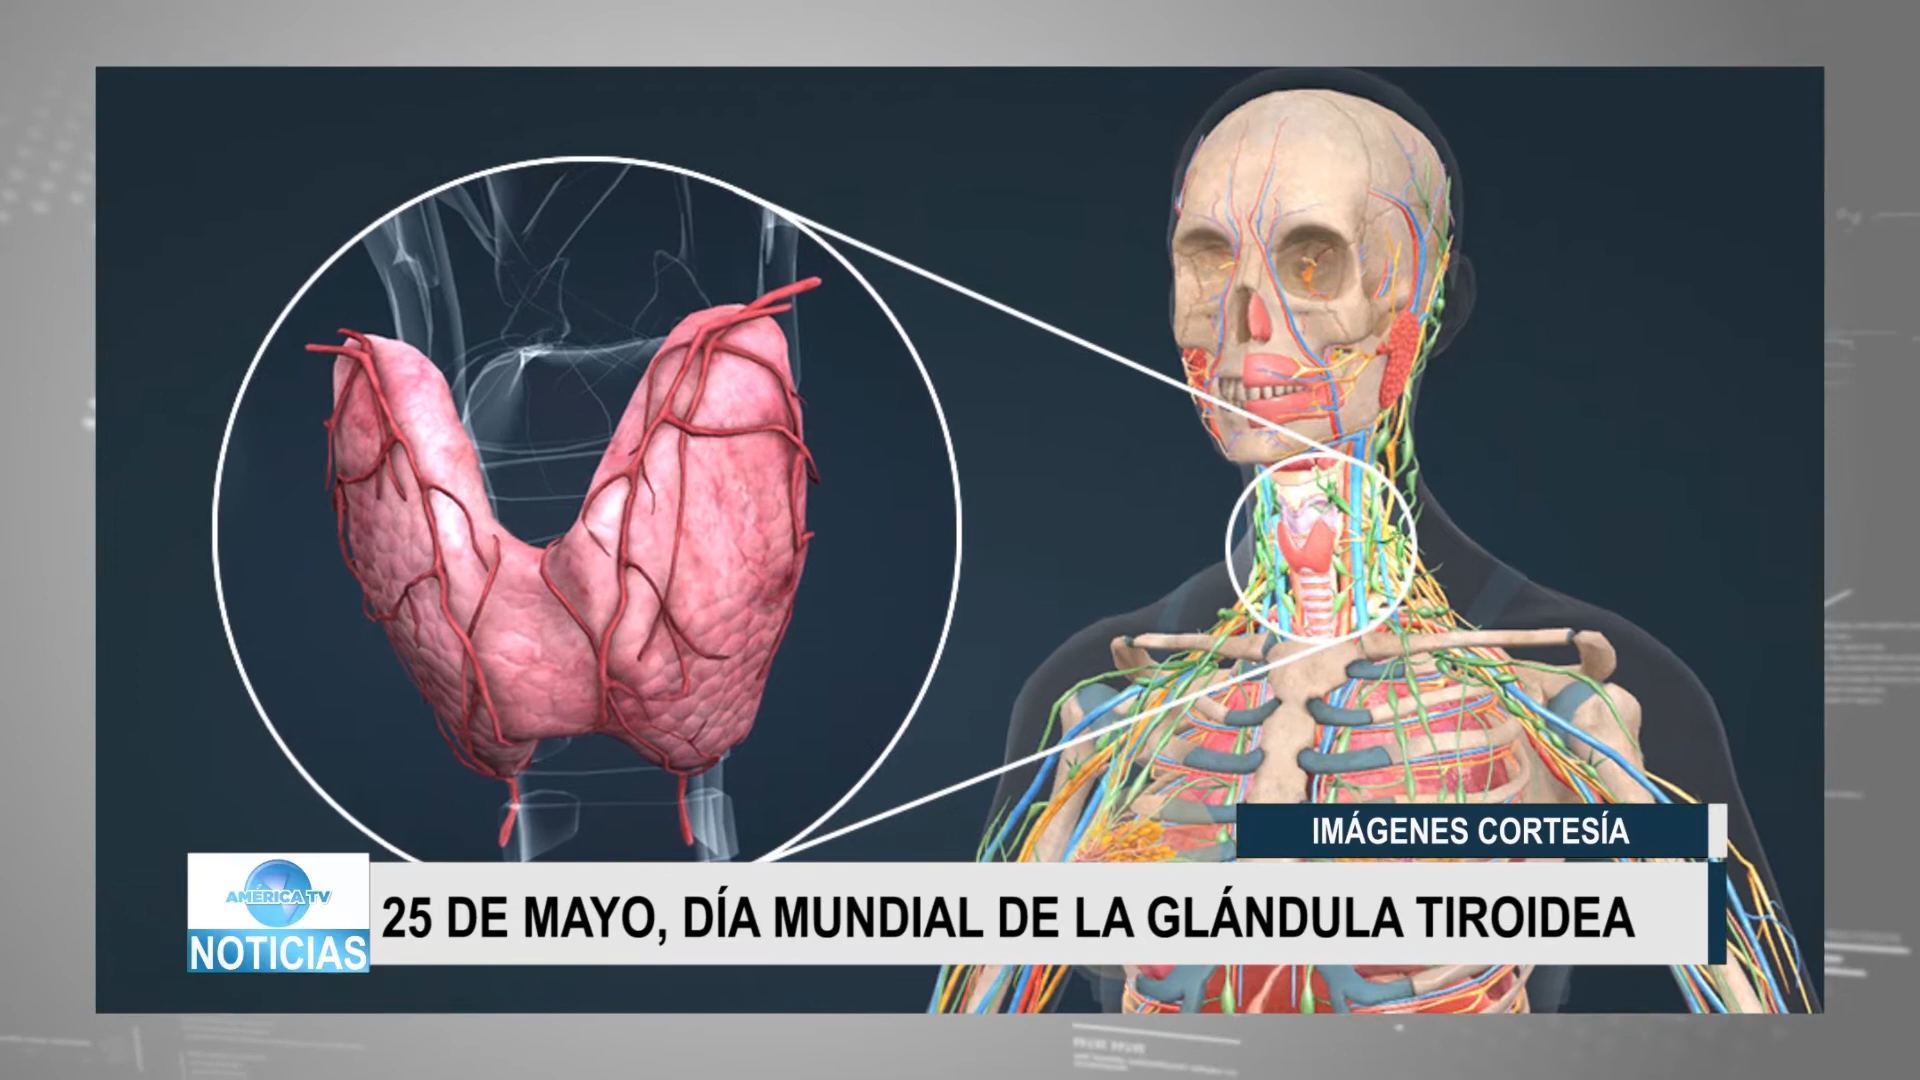 IMÁGENES CORTESÍA
AMÉRICA TV
NOTICIAS
25 DE MAYO, DÍA MUNDIAL DE LA GLÁNDULA TIROIDEA